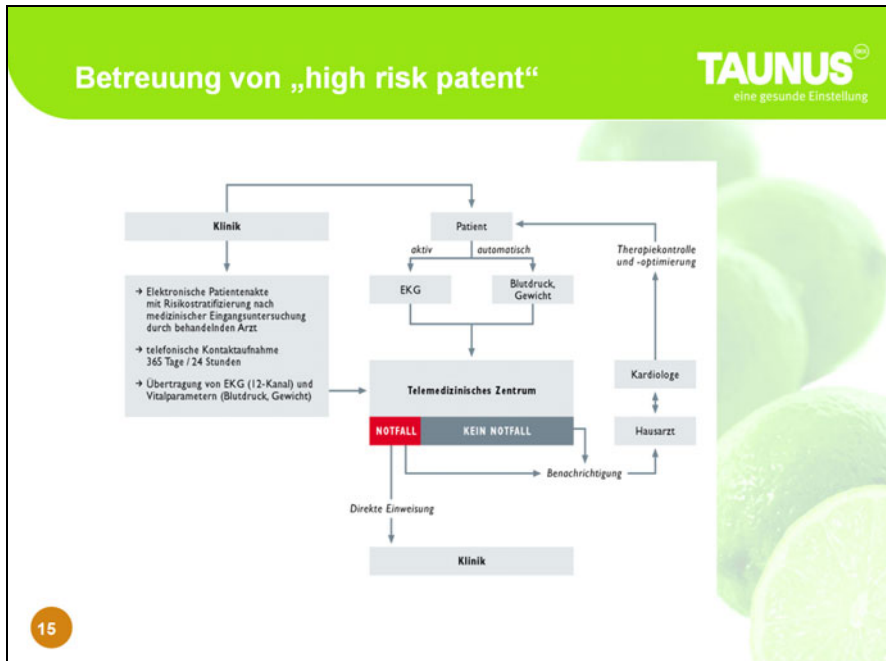 Betreuung von „high risk patent“
TAUNUS BKK
eine gesunde Einstellung
Klinik
Patient
aktiv
automatisch
Therapiekontrolle
und -optimierung
→ Elektronische Patientenakte
mit Risikostratifizierung nach
medizinischer Eingangsuntersuchung
durch behandelnden Arzt
→ telefonische Kontaktaufnahme
365 Tage / 24 Stunden
→ Übertragung von EKG (12-Kanal) und
Vitalparametern (Blutdruck, Gewicht)
EKG
Blutdruck,
Gewicht
Telemedizinisches Zentrum
NOTFALL
KEIN NOTFALL
Kardiologe
Hausarzt
Benachrichtigung
Direkte Einweisung
Klinik
15